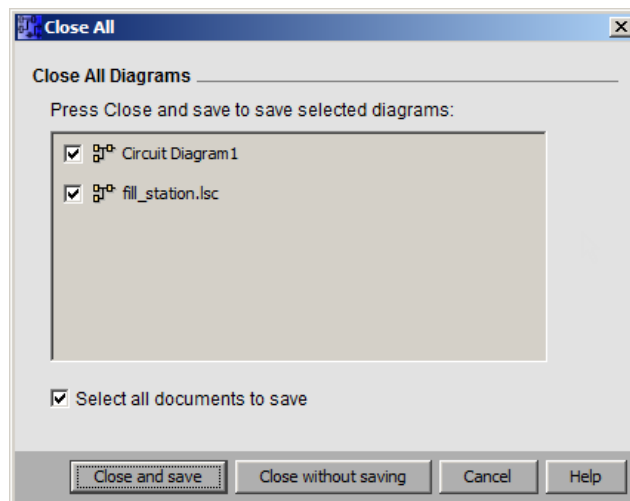 Close All
Close All Diagrams
Press Close and save to save selected diagrams:
Circuit Diagram1
fill_station.lsc
Select all documents to save
Close and save Close without saving Cancel Help